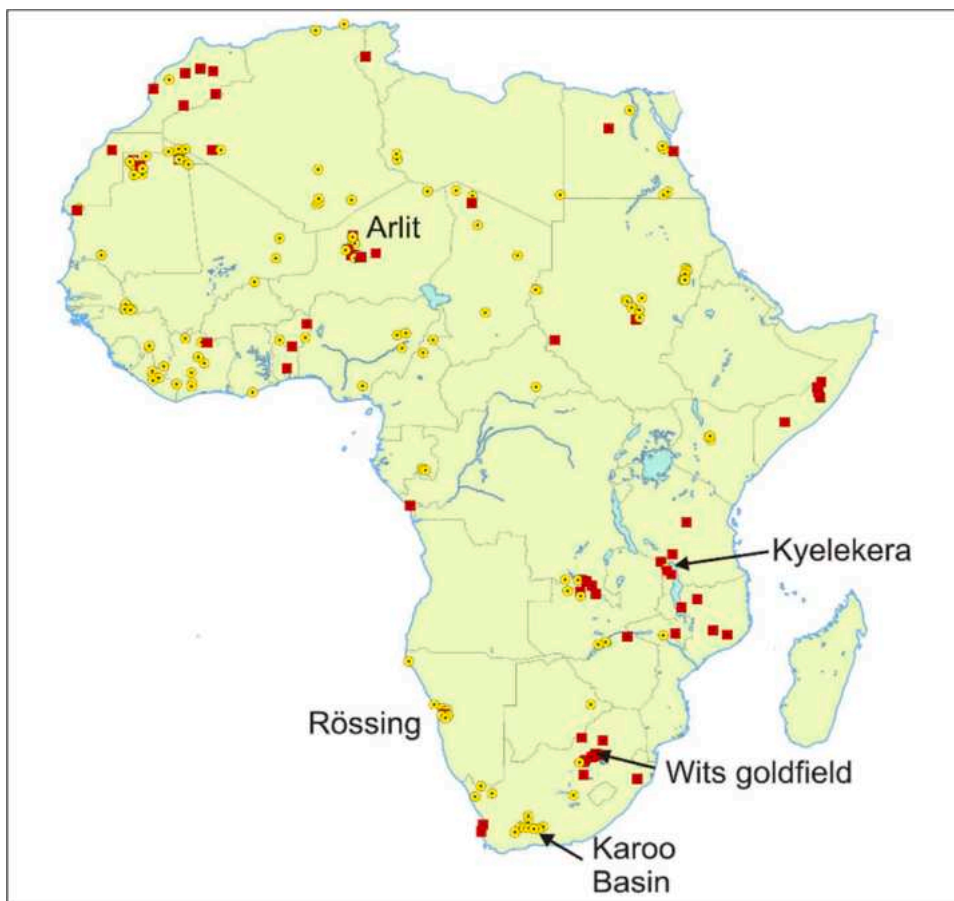 Arlit
Kyelekera
Rössing
Wits goldfield
Karoo
Basin